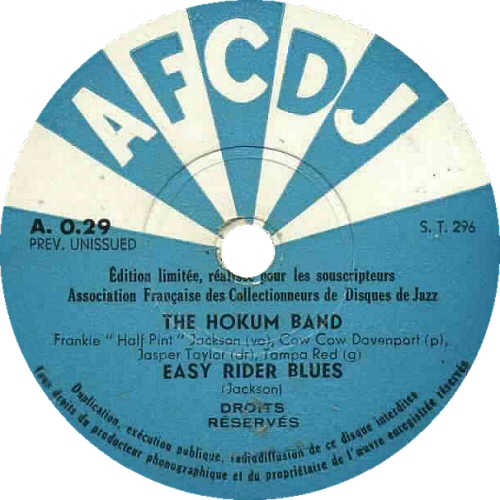 AFCDJ
A. 0.29
PREV. UNISSUED
S. T. 296
Édition limitée, réalisée pour les souscripteurs
Association Française des Collectionneurs de Disques de Jazz
THE HOKUM BAND
Frankie " Half Pint " Jackson (vo), Cow Cow Davenport (p),
Jasper Taylor (dr), Tampa Red (g)
EASY RIDER BLUES
(Jackson)
DROITS
RÉSERVÉS
Duplication, exécution publique, radiodiffusion de ce disque interdites
tous droits du producteur phonographique et du propriétaire de l'œuvre enregistrée réservés